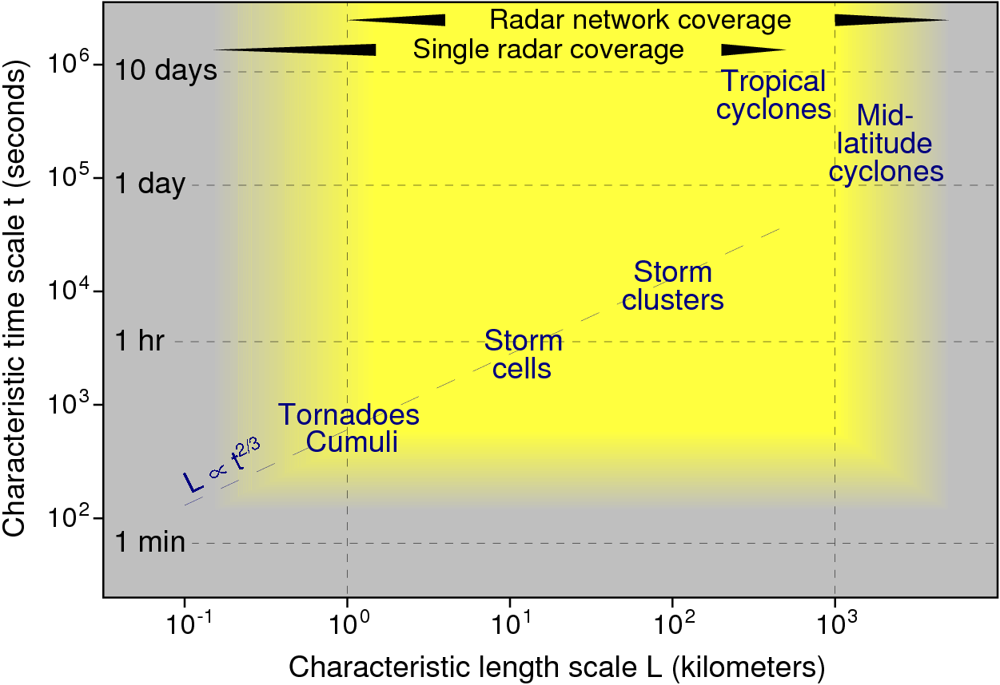 Radar network coverage
Single radar coverage
10⁶
10 days
Tropical
cyclones
Mid-
latitude
cyclones
10⁵
1 day
Storm
clusters
10⁴
1 hr
Storm
cells
10³
Tornadoes
Cumuli
L ∝ t²/³
10²
1 min
10⁻¹ 10⁰ 10¹ 10² 10³
Characteristic length scale L (kilometers)
Characteristic time scale t (seconds)